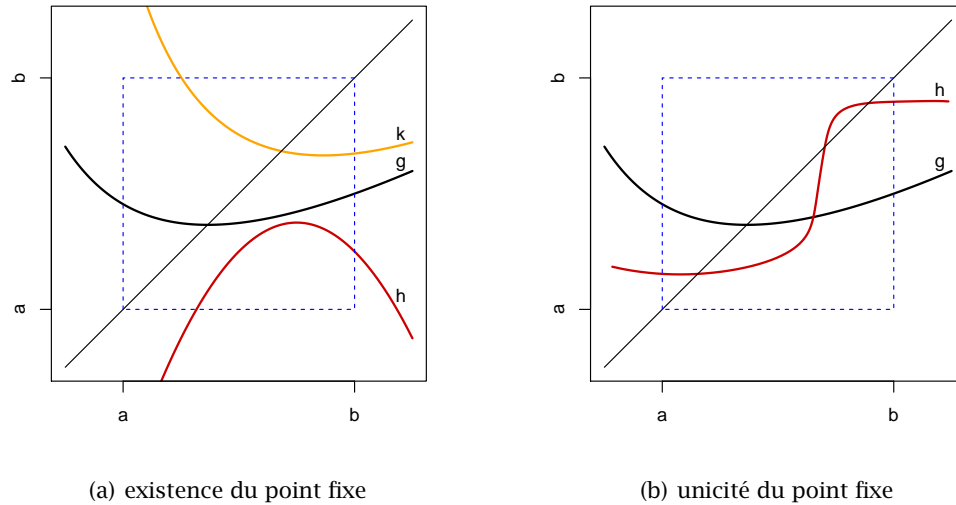 b
a
k
g
h
a
b
(a) existence du point fixe
b
a
h
g
a
b
(b) unicité du point fixe